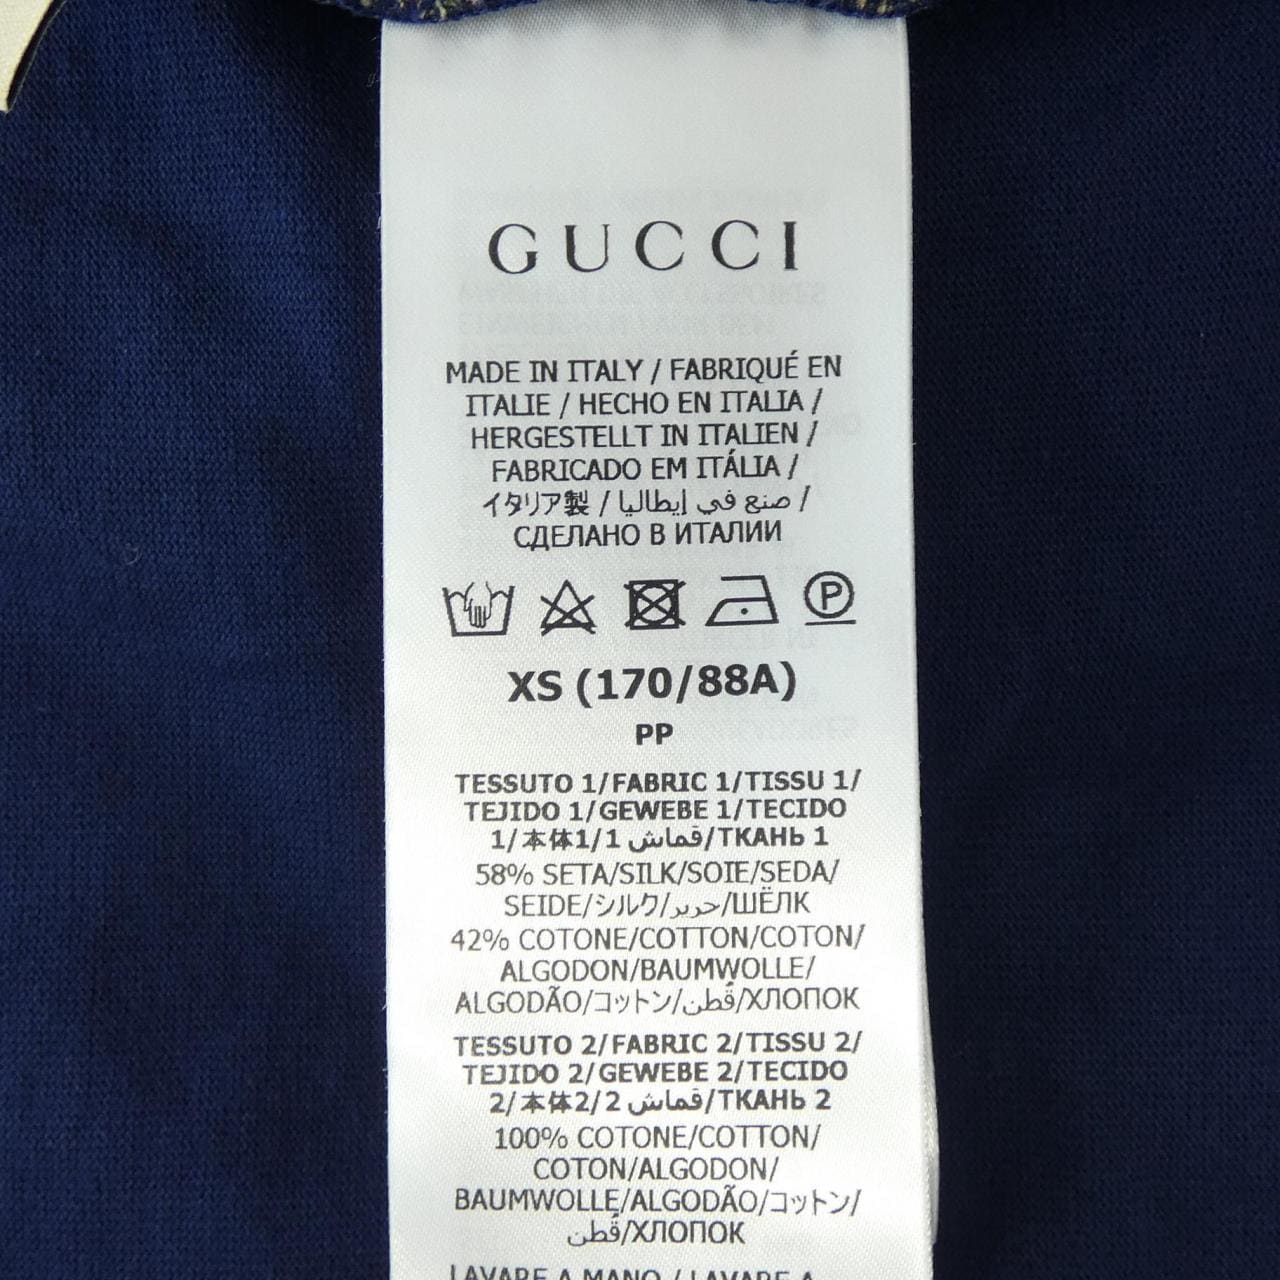 GUCCI
MADE IN ITALY / FABRIQUÉ EN
ITALIE / HECHO EN ITALIA /
HERGESTELLT IN ITALIEN /
FABRICADO EM ITÁLIA /
イタリア製 / صنع في إيطاليا /
СДЕЛАНО В ИТАЛИИ
P
XS (170/88A)
PP
TESSUTO 1/FABRIC 1/TISSU 1/
TEJIDO 1/GEWEBE 1/TECIDO
1/本体1/قماش 1/ТКАНЬ 1
58% SETA/SILK/SOIE/SEDA/
SEIDE/シルク/حرير/ШЁЛК
42% COTONE/COTTON/COTON/
ALGODON/BAUMWOLLE/
ALGODÃO/コットン/قُطن/ХЛОПОК
TESSUTO 2/FABRIC 2/TISSU 2/
TEJIDO 2/GEWEBE 2/TECIDO
2/本体2/قماش 2/ТКАНЬ 2
100% COTONE/COTTON/
COTON/ALGODON/
BAUMWOLLE/ALGODÃO/コットン/
قُطن/ХЛОПОК
LAVARE A MANO / LAVARE A